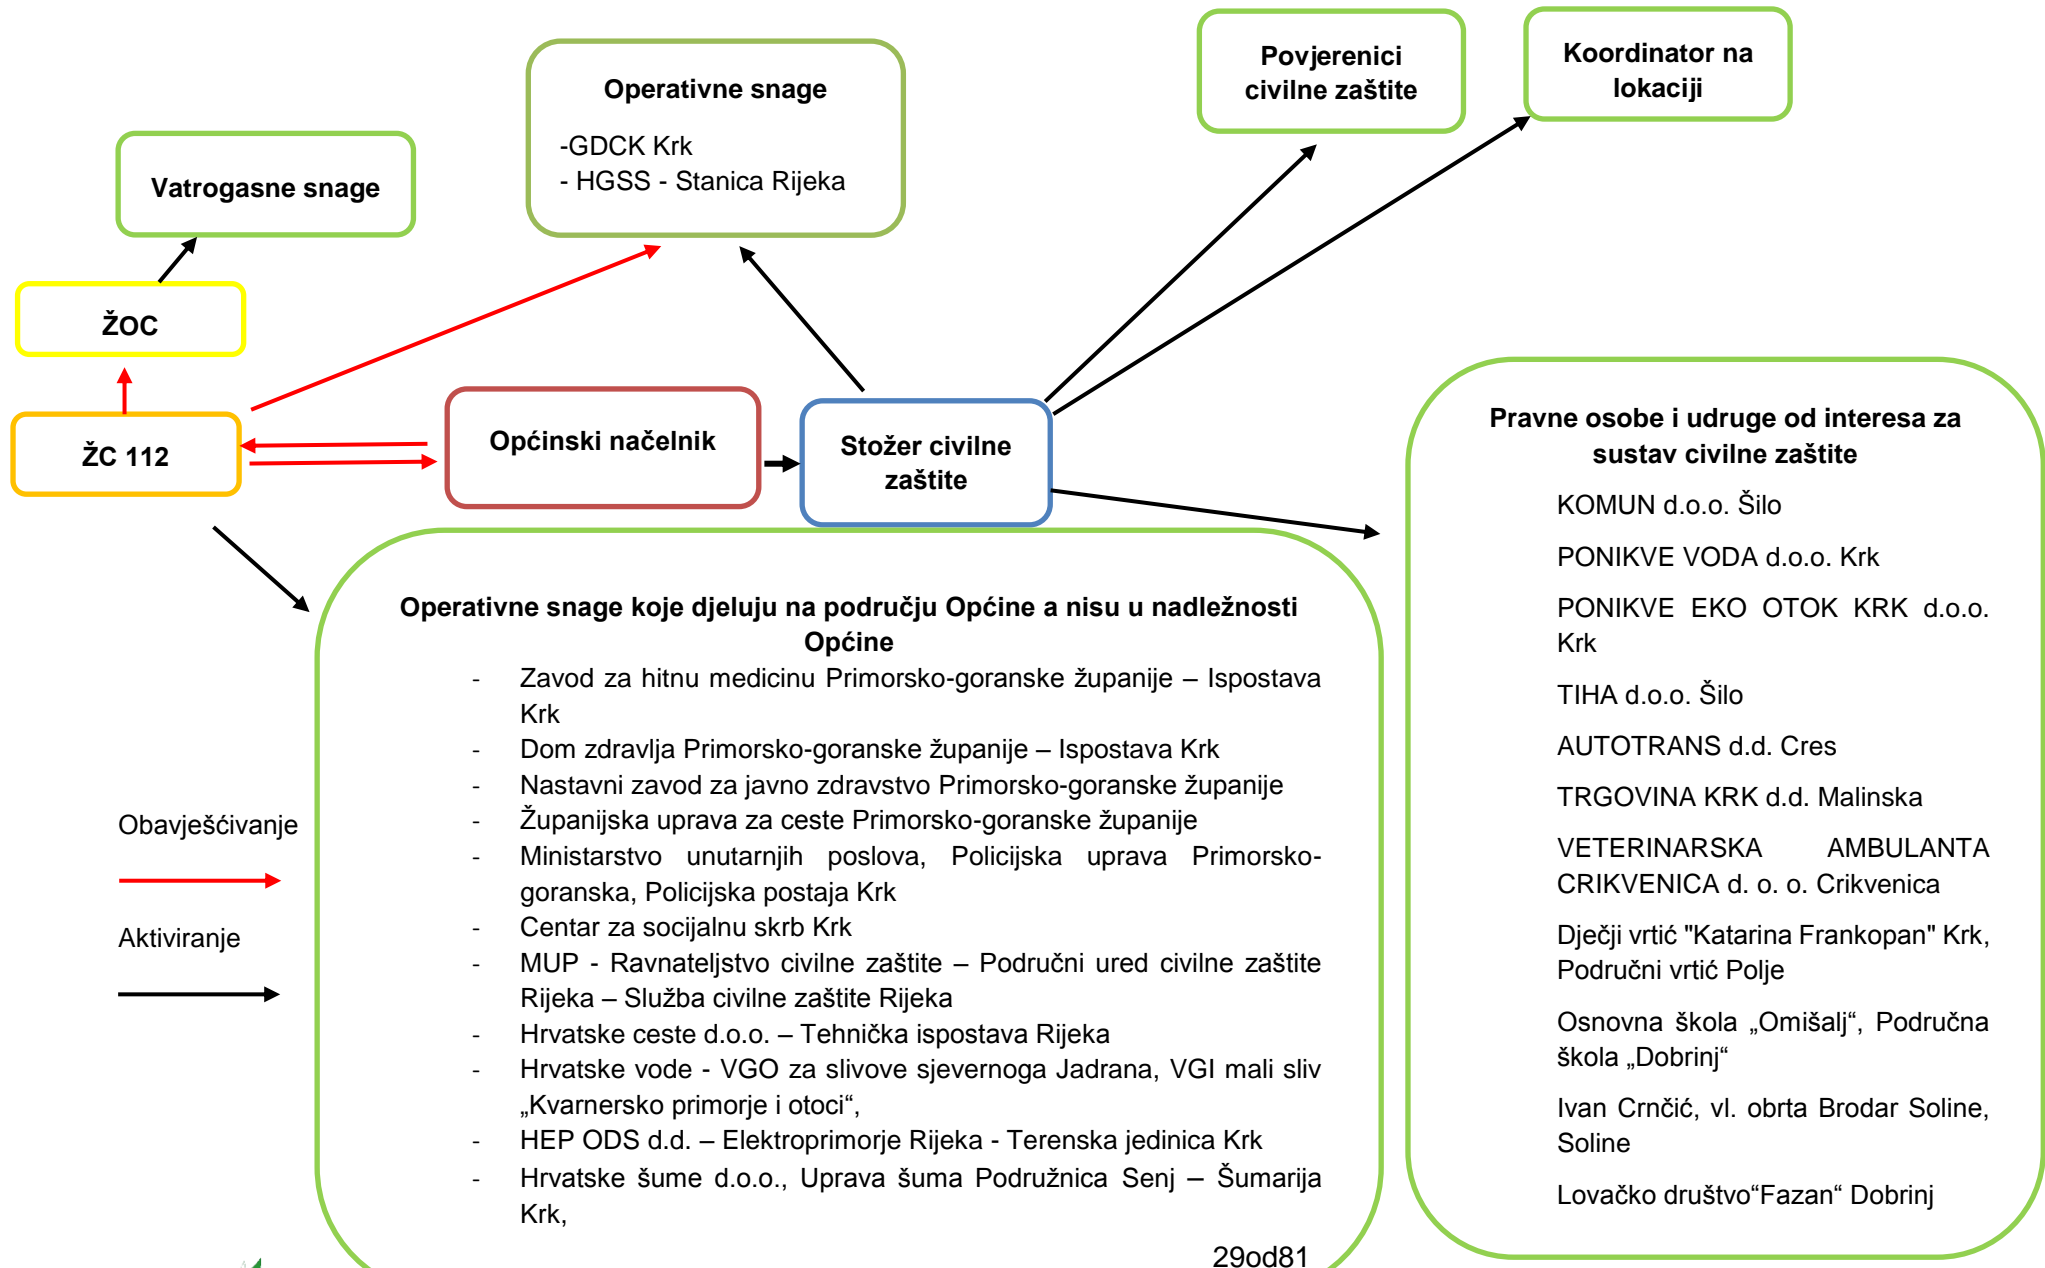 Povjerenici
civilne zaštite
Koordinator na
lokaciji
Operativne snage
-GDCK Krk
- HGSS - Stanica Rijeka
Vatrogasne snage
ŽOC
ŽC 112
Općinski načelnik
Stožer civilne
zaštite
Pravne osobe i udruge od interesa za
sustav civilne zaštite
KOMUN d.o.o. Šilo
PONIKVE VODA d.o.o. Krk
PONIKVE EKO OTOK KRK d.o.o.
Krk
TIHA d.o.o. Šilo
AUTOTRANS d.d. Cres
TRGOVINA KRK d.d. Malinska
VETERINARSKA AMBULANTA
CRIKVENICA d. o. o. Crikvenica
Dječji vrtić "Katarina Frankopan" Krk,
Područni vrtić Polje
Osnovna škola „Omišalj“, Područna
škola „Dobrinj“
Ivan Crnčić, vl. obrta Brodar Soline,
Soline
Lovačko društvo“Fazan“ Dobrinj
Operativne snage koje djeluju na području Općine a nisu u nadležnosti
Općine
- Zavod za hitnu medicinu Primorsko-goranske županije – Ispostava
Krk
- Dom zdravlja Primorsko-goranske županije – Ispostava Krk
- Nastavni zavod za javno zdravstvo Primorsko-goranske županije
- Županijska uprava za ceste Primorsko-goranske županije
- Ministarstvo unutarnjih poslova, Policijska uprava Primorsko-
goranska, Policijska postaja Krk
- Centar za socijalnu skrb Krk
- MUP - Ravnateljstvo civilne zaštite – Područni ured civilne zaštite
Rijeka – Služba civilne zaštite Rijeka
- Hrvatske ceste d.o.o. – Tehnička ispostava Rijeka
- Hrvatske vode - VGO za slivove sjevernoga Jadrana, VGI mali sliv
„Kvarnersko primorje i otoci“,
- HEP ODS d.d. – Elektroprimorje Rijeka - Terenska jedinica Krk
- Hrvatske šume d.o.o., Uprava šuma Podružnica Senj – Šumarija
Krk,
Obavješćivanje
Aktiviranje
29od81